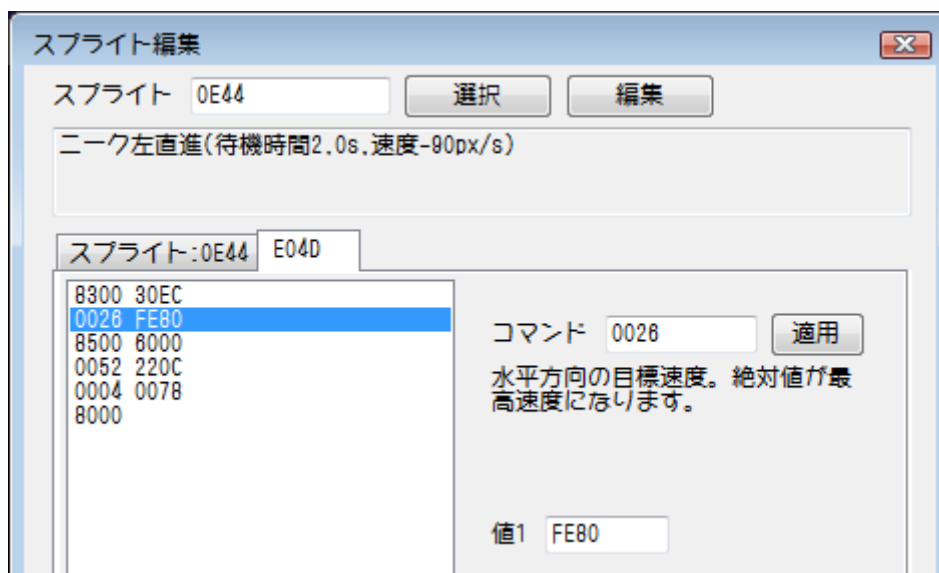 スプライト編集
スプライト 0E44 選択 編集
ニーク左直進(待機時間2.0s.速度-90px/s)
スプライト:0E44 E04D
8300 30EC
0026 FE80
8500 6000
0052 220C
0004 0078
8000
コマンド 0026 適用
水平方向の目標速度。絶対値が最
高速度になります。
値1 FE80